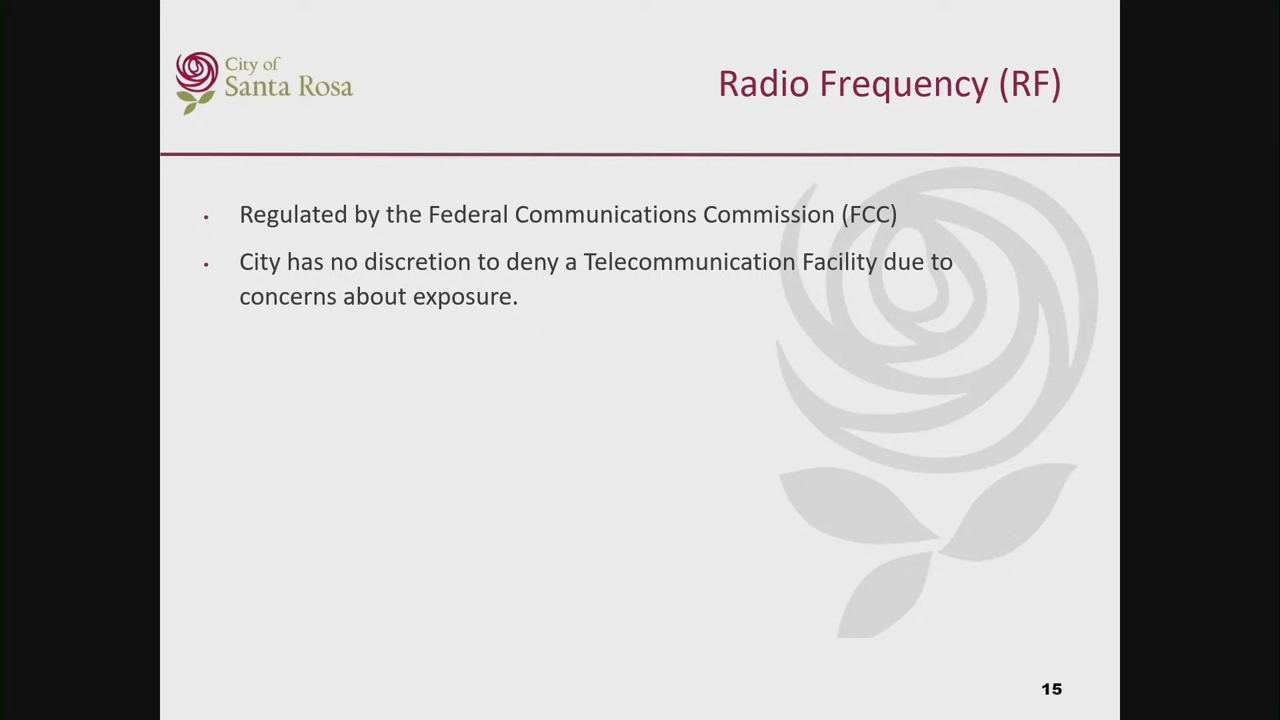 City of
Santa Rosa
Radio Frequency (RF)
• Regulated by the Federal Communications Commission (FCC)
• City has no discretion to deny a Telecommunication Facility due to
concerns about exposure.
15